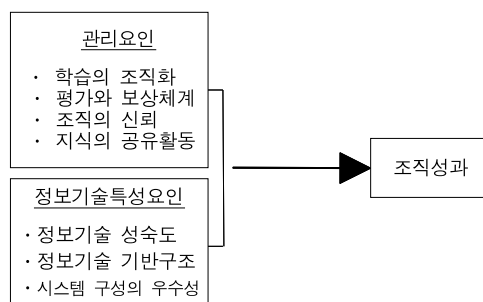 관리요인
· 학습의 조직화
· 평가와 보상체계
· 조직의 신뢰
· 지식의 공유활동
조직성과
정보기술특성요인
· 정보기술 성숙도
· 정보기술 기반구조
· 시스템 구성의 우수성